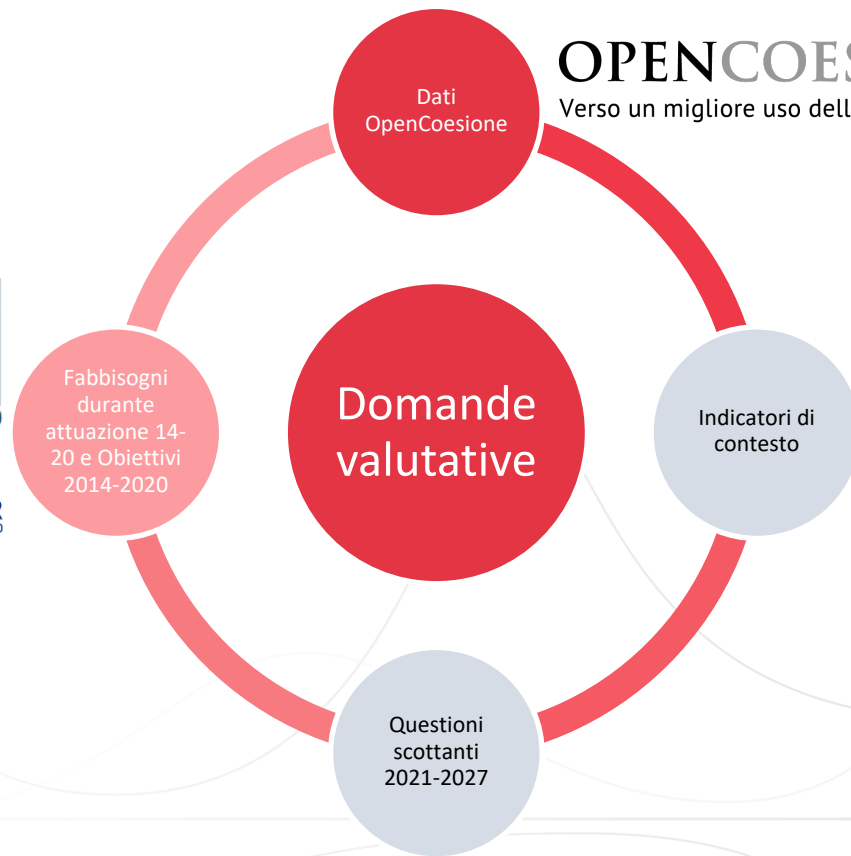 OPENCOES
Verso un migliore uso dell
Dati
OpenCoesione
Fabbisogni
durante
attuazione 14-
20 e Obiettivi
2014-2020
Domande
valutative
Indicatori di
contesto
Questioni
scottanti
2021-2027